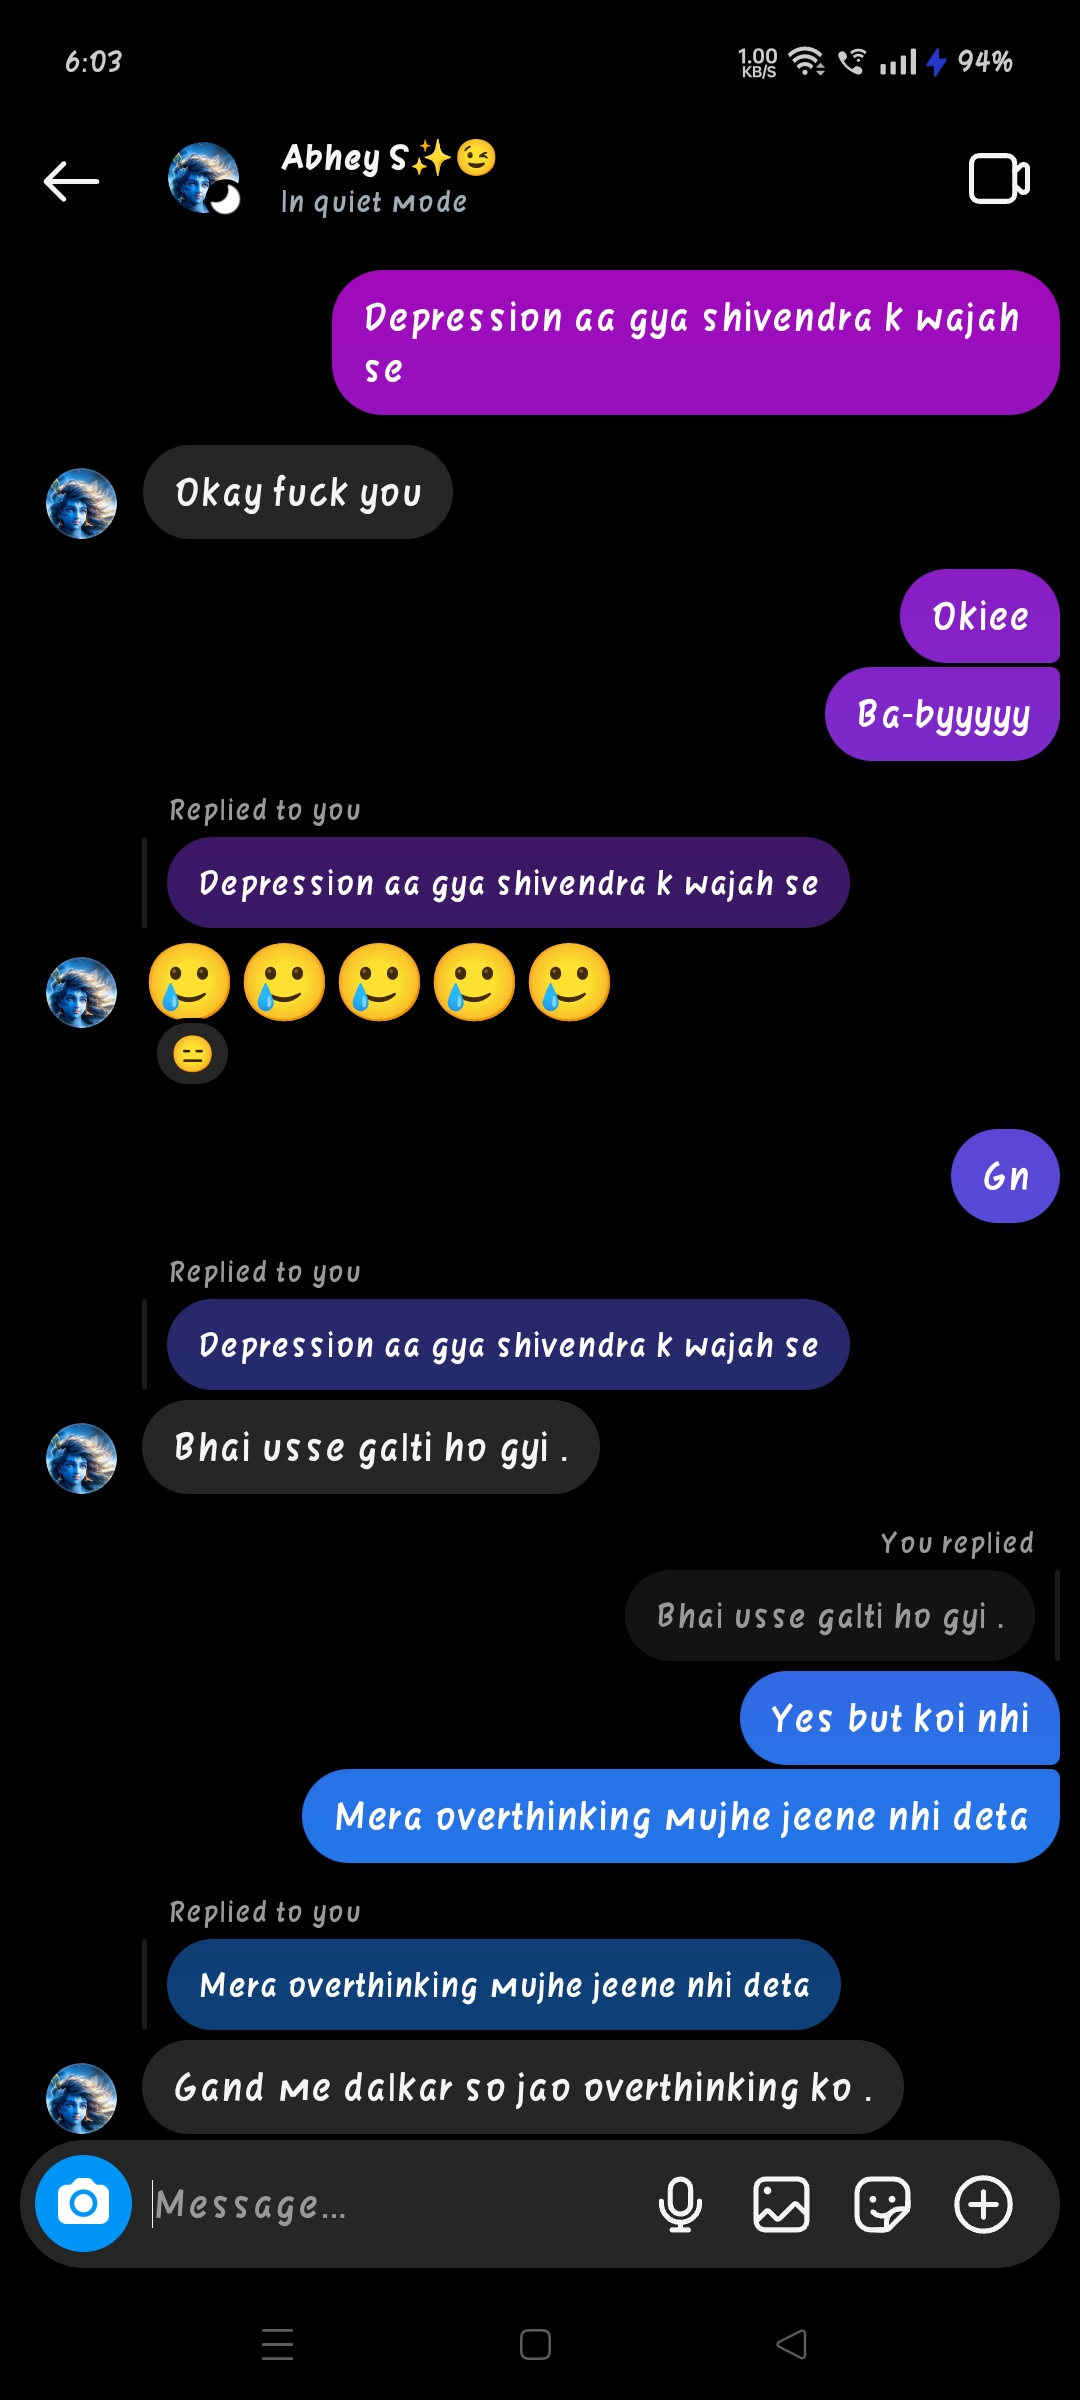 6:03
1.00
KB/S
94%
Abhey S✨😉
In quiet mode
Depression aa gya shivendra k wajah
se
Okay fuck you
Okiee
Ba-byyyyy
Replied to you
Depression aa gya shivendra k wajah se
🥲🥲🥲🥲🥲
😑
Gn
Replied to you
Depression aa gya shivendra k wajah se
Bhai usse galti ho gyi .
You replied
Bhai usse galti ho gyi .
Yes but koi nhi
Mera overthinking mujhe jeene nhi deta
Replied to you
Mera overthinking mujhe jeene nhi deta
Gand me dalkar so jao overthinking ko .
Message...